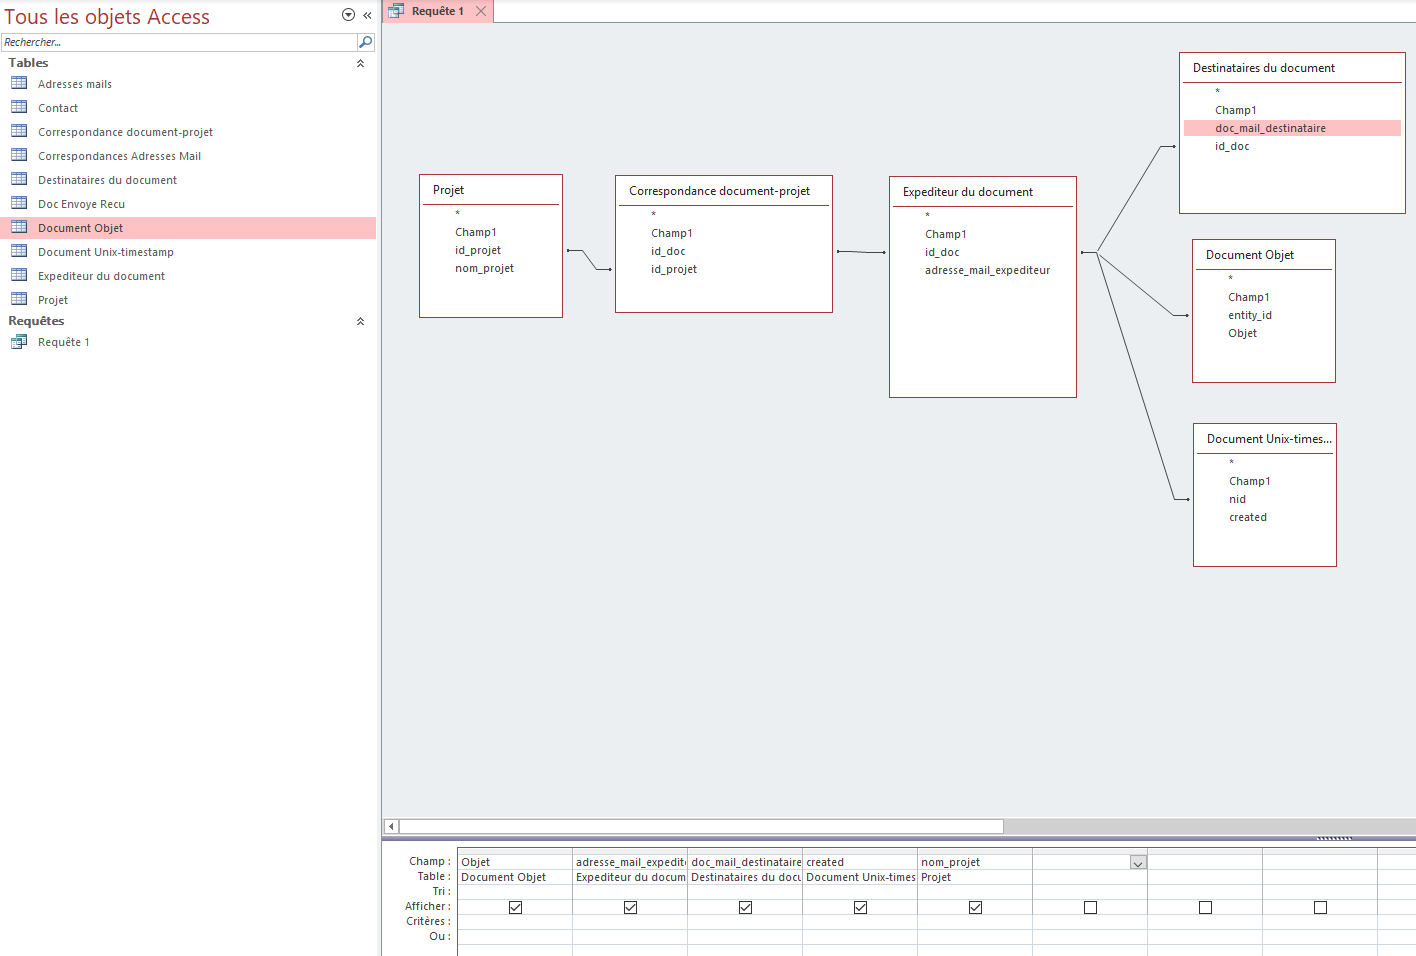 Tous les objets Access
Rechercher...
Tables
Adresses mails
Contact
Correspondance document-projet
Correspondances Adresses Mail
Destinataires du document
Doc Envoye Recu
Document Objet
Document Unix-timestamp
Expediteur du document
Projet
Requêtes
Requête 1
Requête 1
Projet
*
Champ1
id_projet
nom_projet
Correspondance document-projet
*
Champ1
id_doc
id_projet
Expediteur du document
*
Champ1
id_doc
adresse_mail_expediteur
Destinataires du document
*
Champ1
doc_mail_destinataire
id_doc
Document Objet
*
Champ1
entity_id
Objet
Document Unix-times...
*
Champ1
nid
created
Champ : Objet adresse_mail_expedite doc_mail_destinataire created nom_projet
Table : Document Objet Expediteur du docum Destinataires du docu Document Unix-times Projet
Tri :
Afficher :
Critères :
Ou :